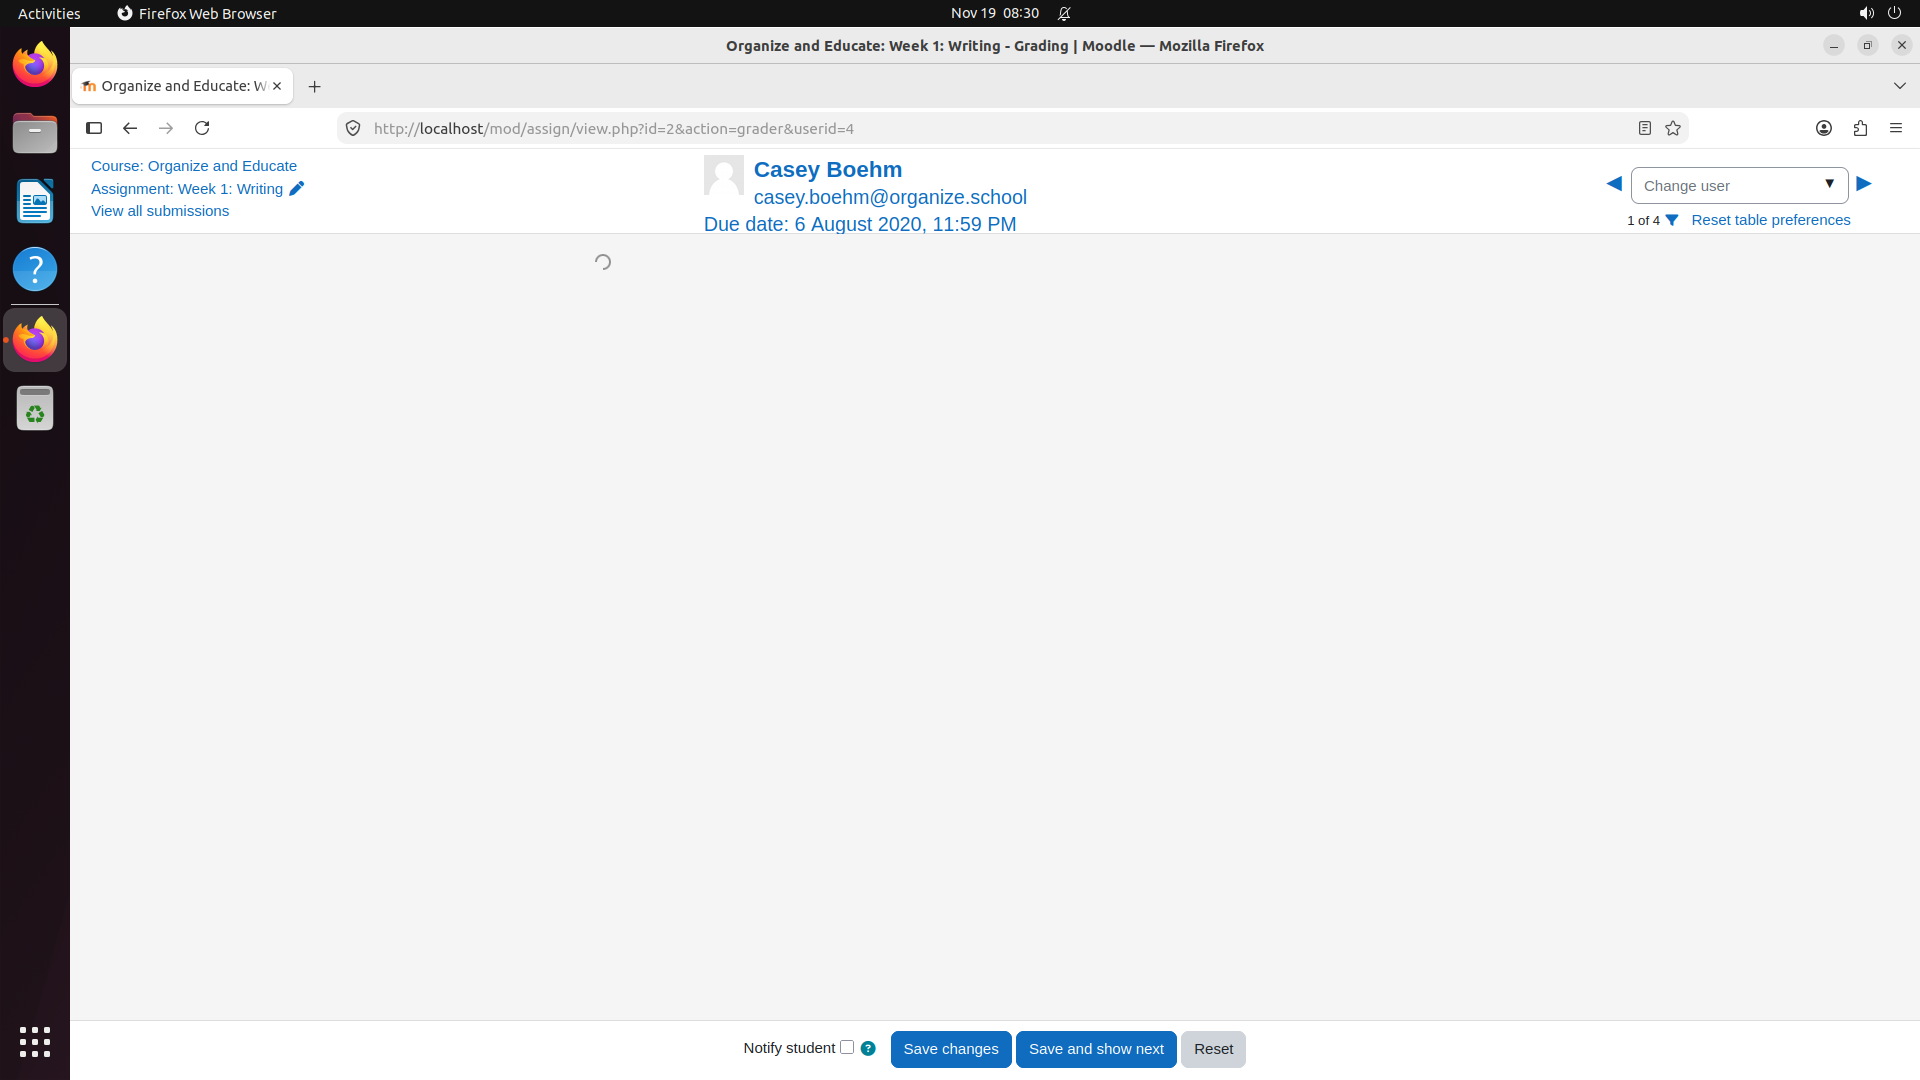 Activities
Firefox Web Browser
Nov 19 08:30
Organize and Educate: Week 1: Writing - Grading | Moodle — Mozilla Firefox
Organize and Educate: W
http://localhost/mod/assign/view.php?id=2&action=grader&userid=4
Course: Organize and Educate
Assignment: Week 1: Writing
View all submissions
Casey Boehm
casey.boehm@organize.school
Due date: 6 August 2020, 11:59 PM
Change user
1 of 4
Reset table preferences
Notify student
Save changes
Save and show next
Reset